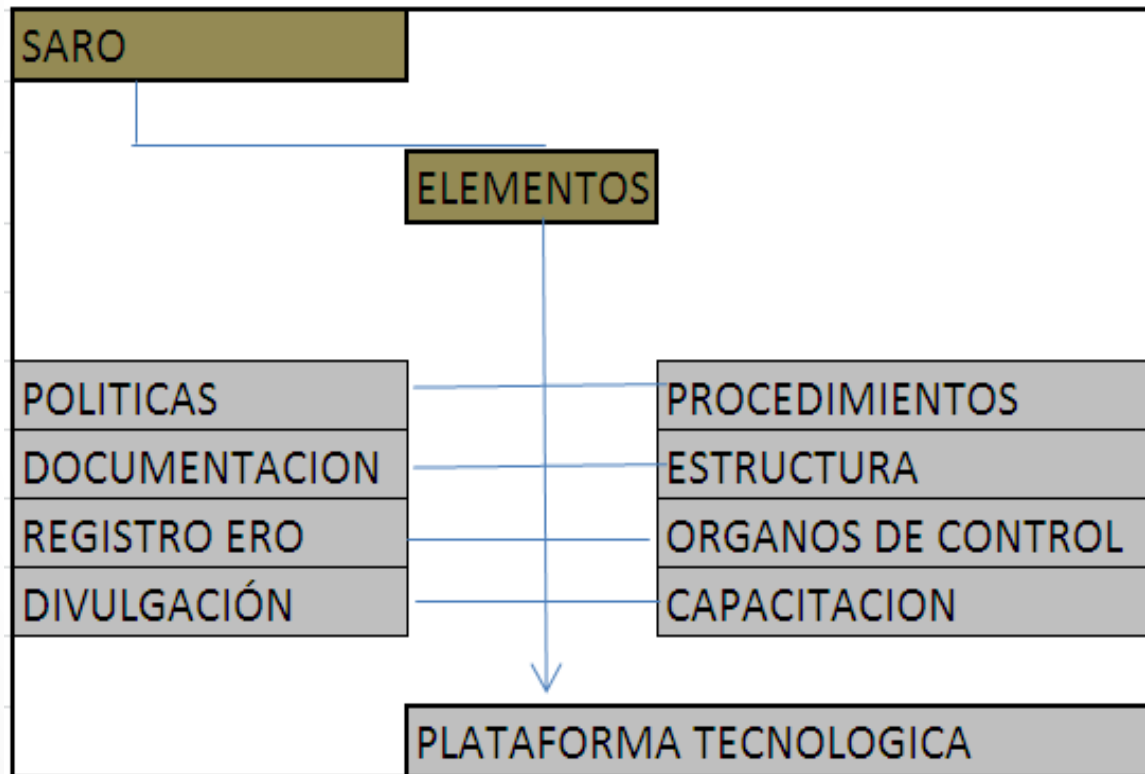 SARO
ELEMENTOS
POLITICAS
PROCEDIMIENTOS
DOCUMENTACION
ESTRUCTURA
REGISTRO ERO
ORGANOS DE CONTROL
DIVULGACIÓN
CAPACITACION
PLATAFORMA TECNOLOGICA